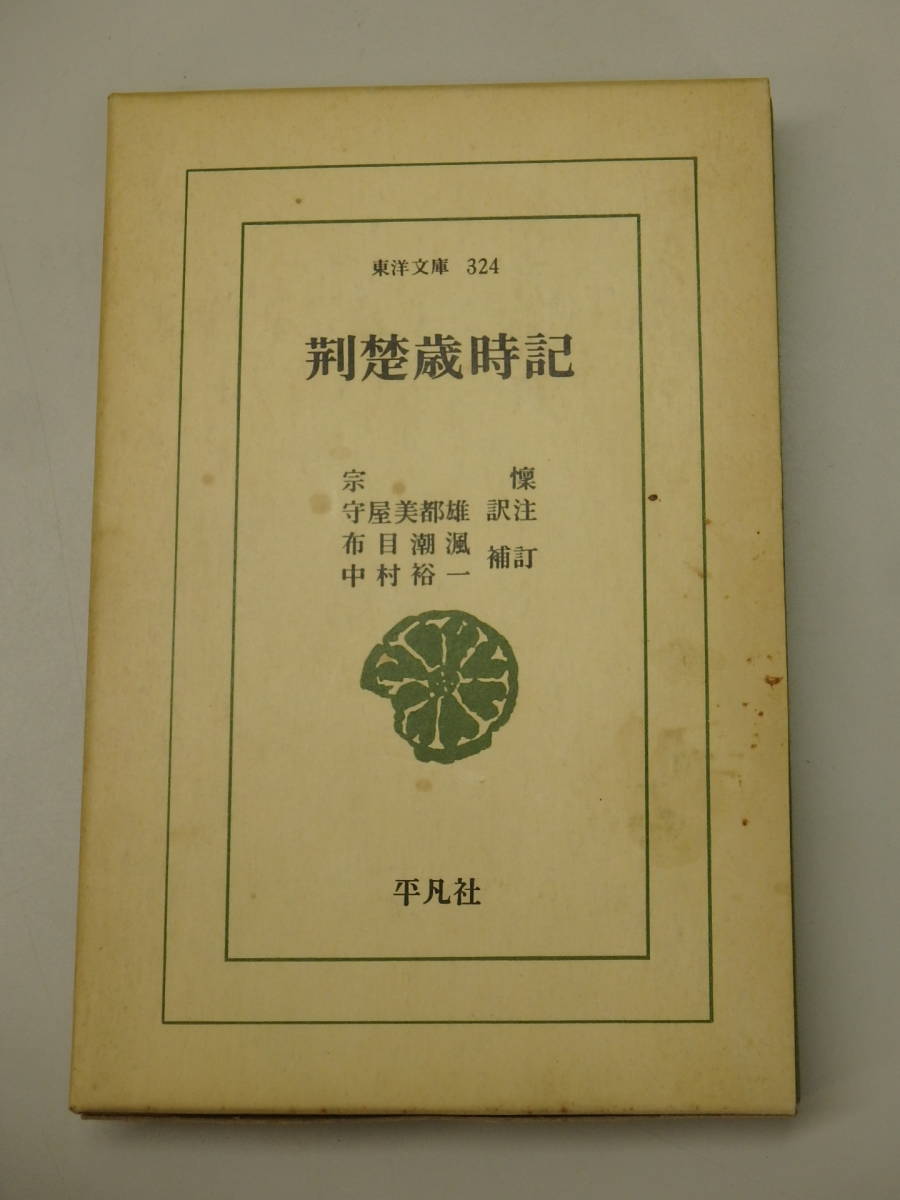 東洋文庫 324
荆楚歳時記
宗 懍
守屋美都雄 訳注
布目潮渢
中村裕一 補訂
平凡社